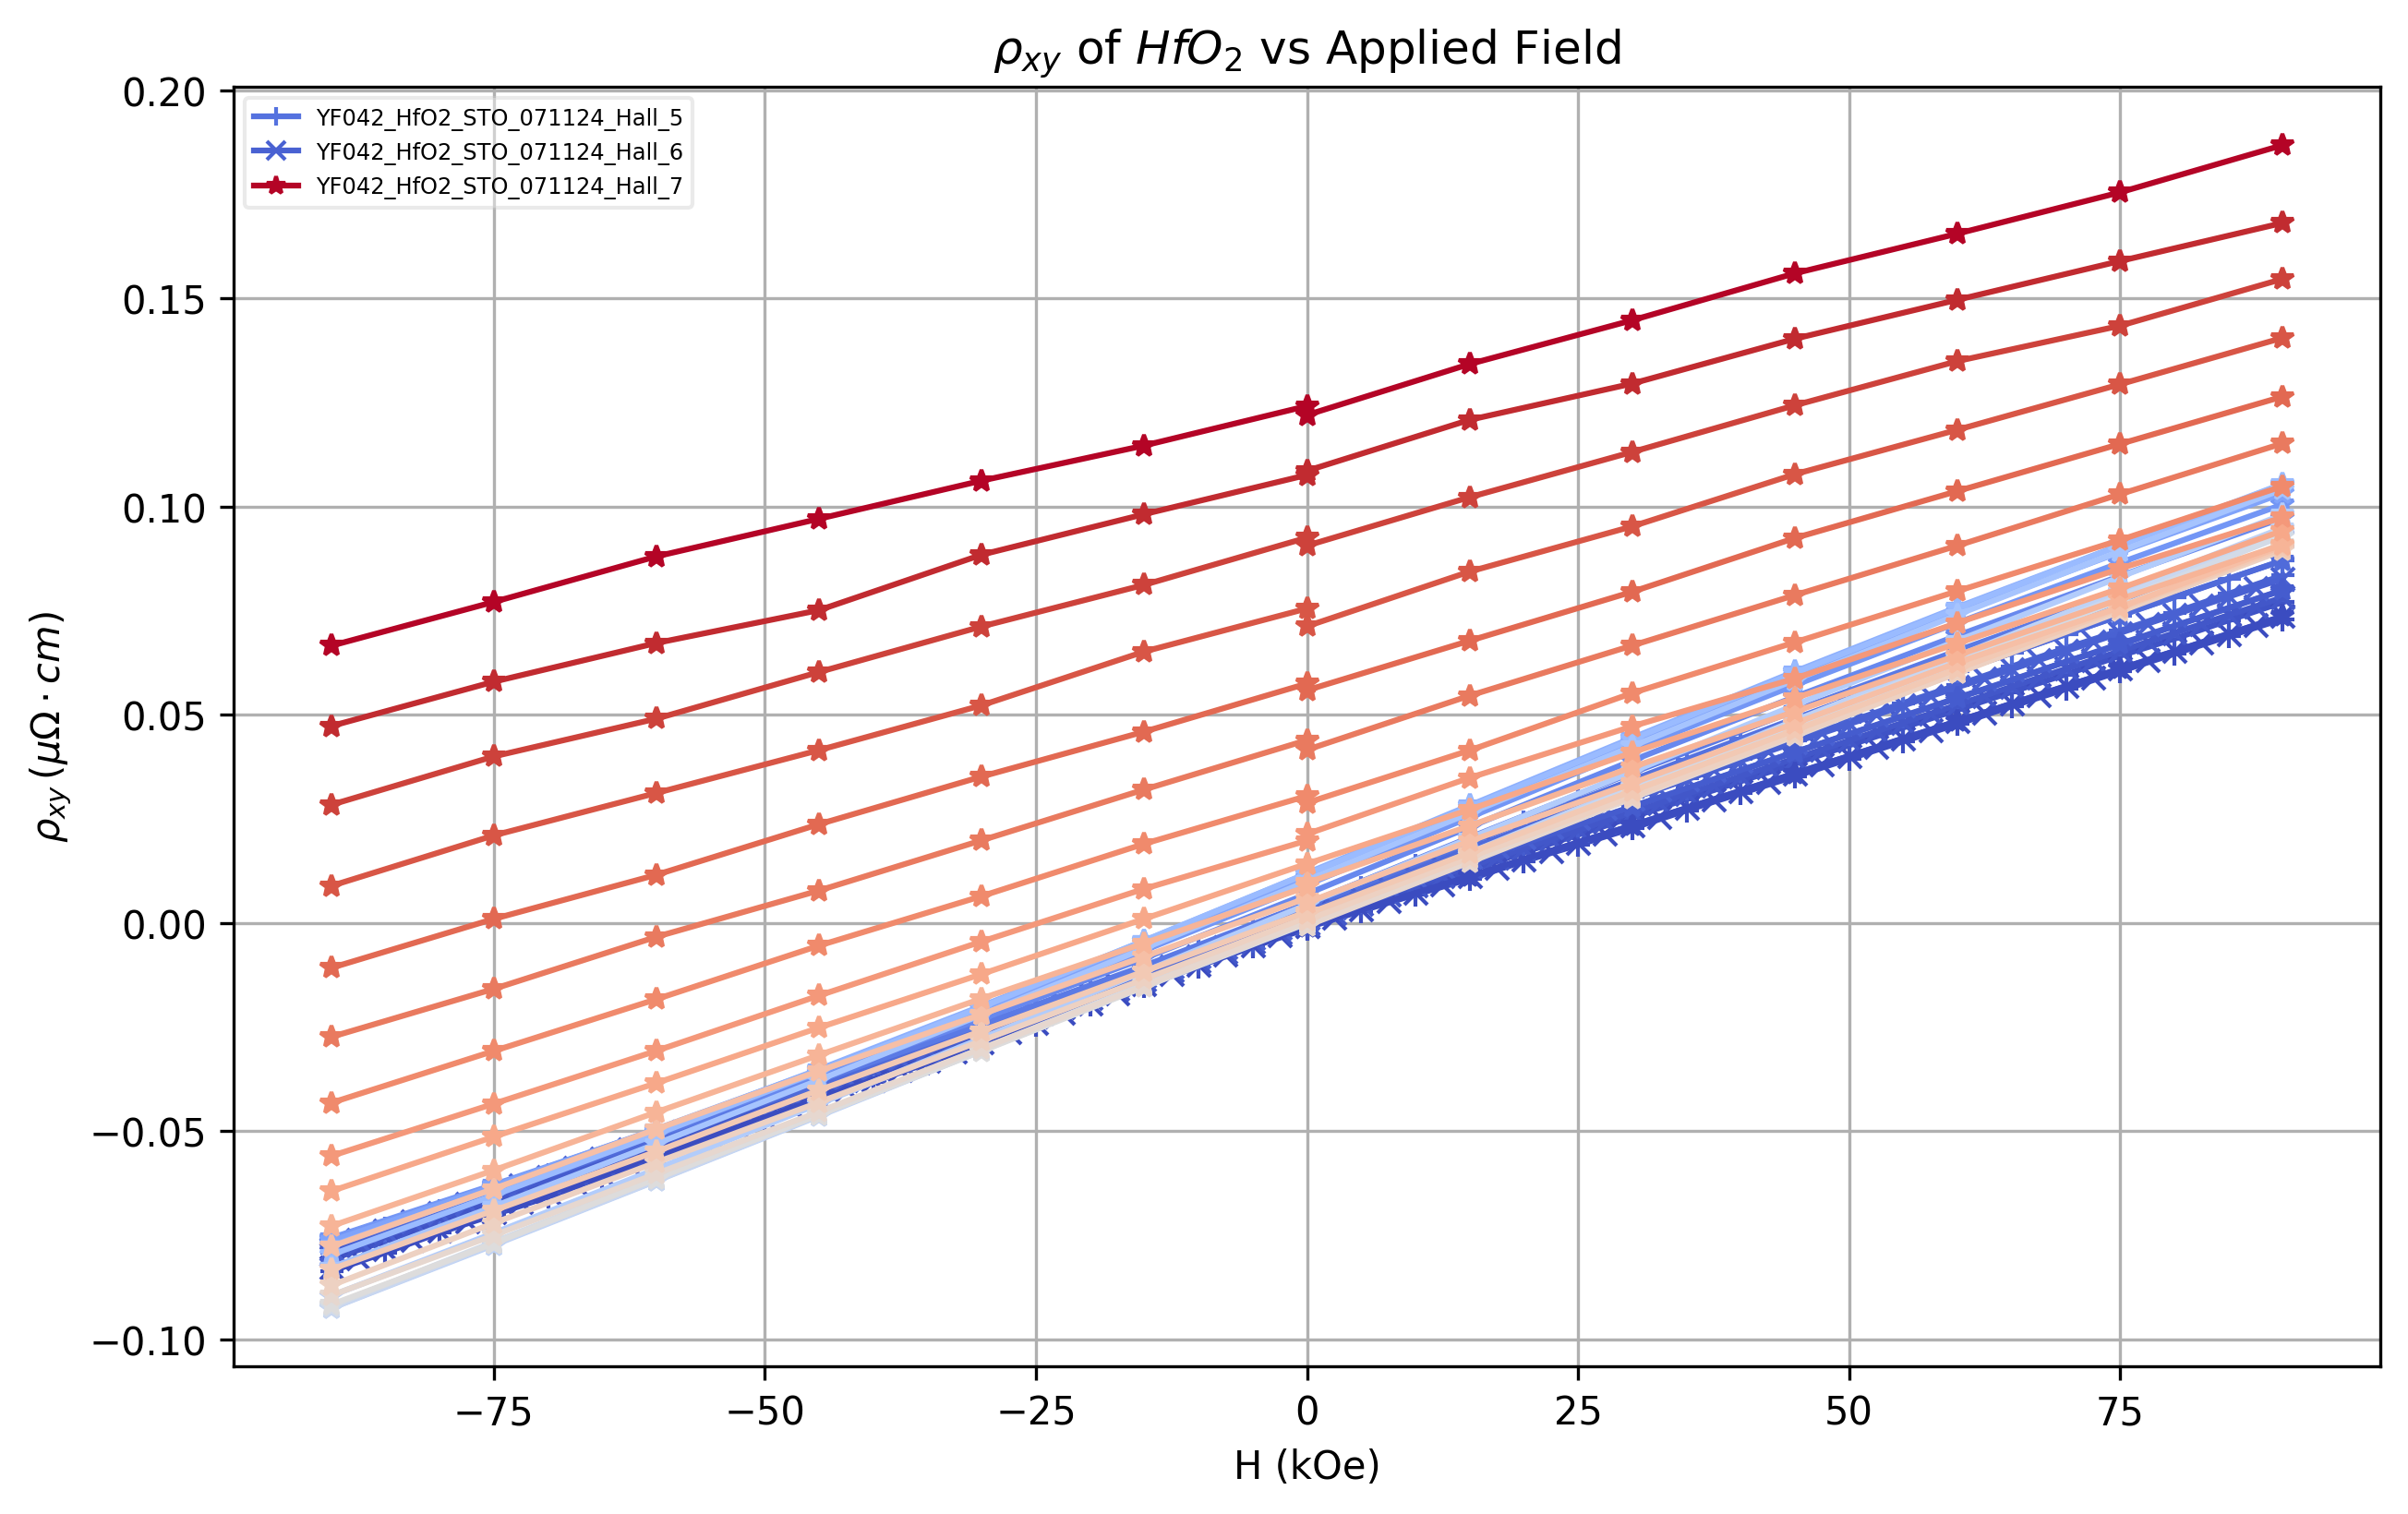 ρxy of HfO2 vs Applied Field
YF042_HfO2_STO_071124_Hall_5
YF042_HfO2_STO_071124_Hall_6
YF042_HfO2_STO_071124_Hall_7
0.20
0.15
0.10
0.05
0.00
−0.05
−0.10
ρxy (μΩ · cm)
−75 −50 −25 0 25 50 75
H (kOe)